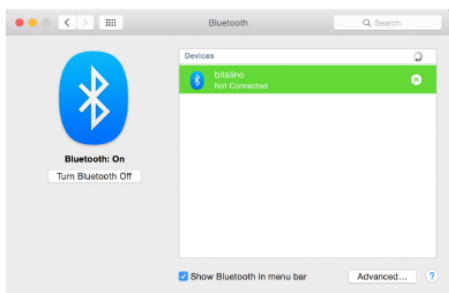 Bluetooth
Search
Devices
bitalino
Not Connected
Bluetooth: On
Turn Bluetooth Off
Show Bluetooth in menu bar
Advanced...
?